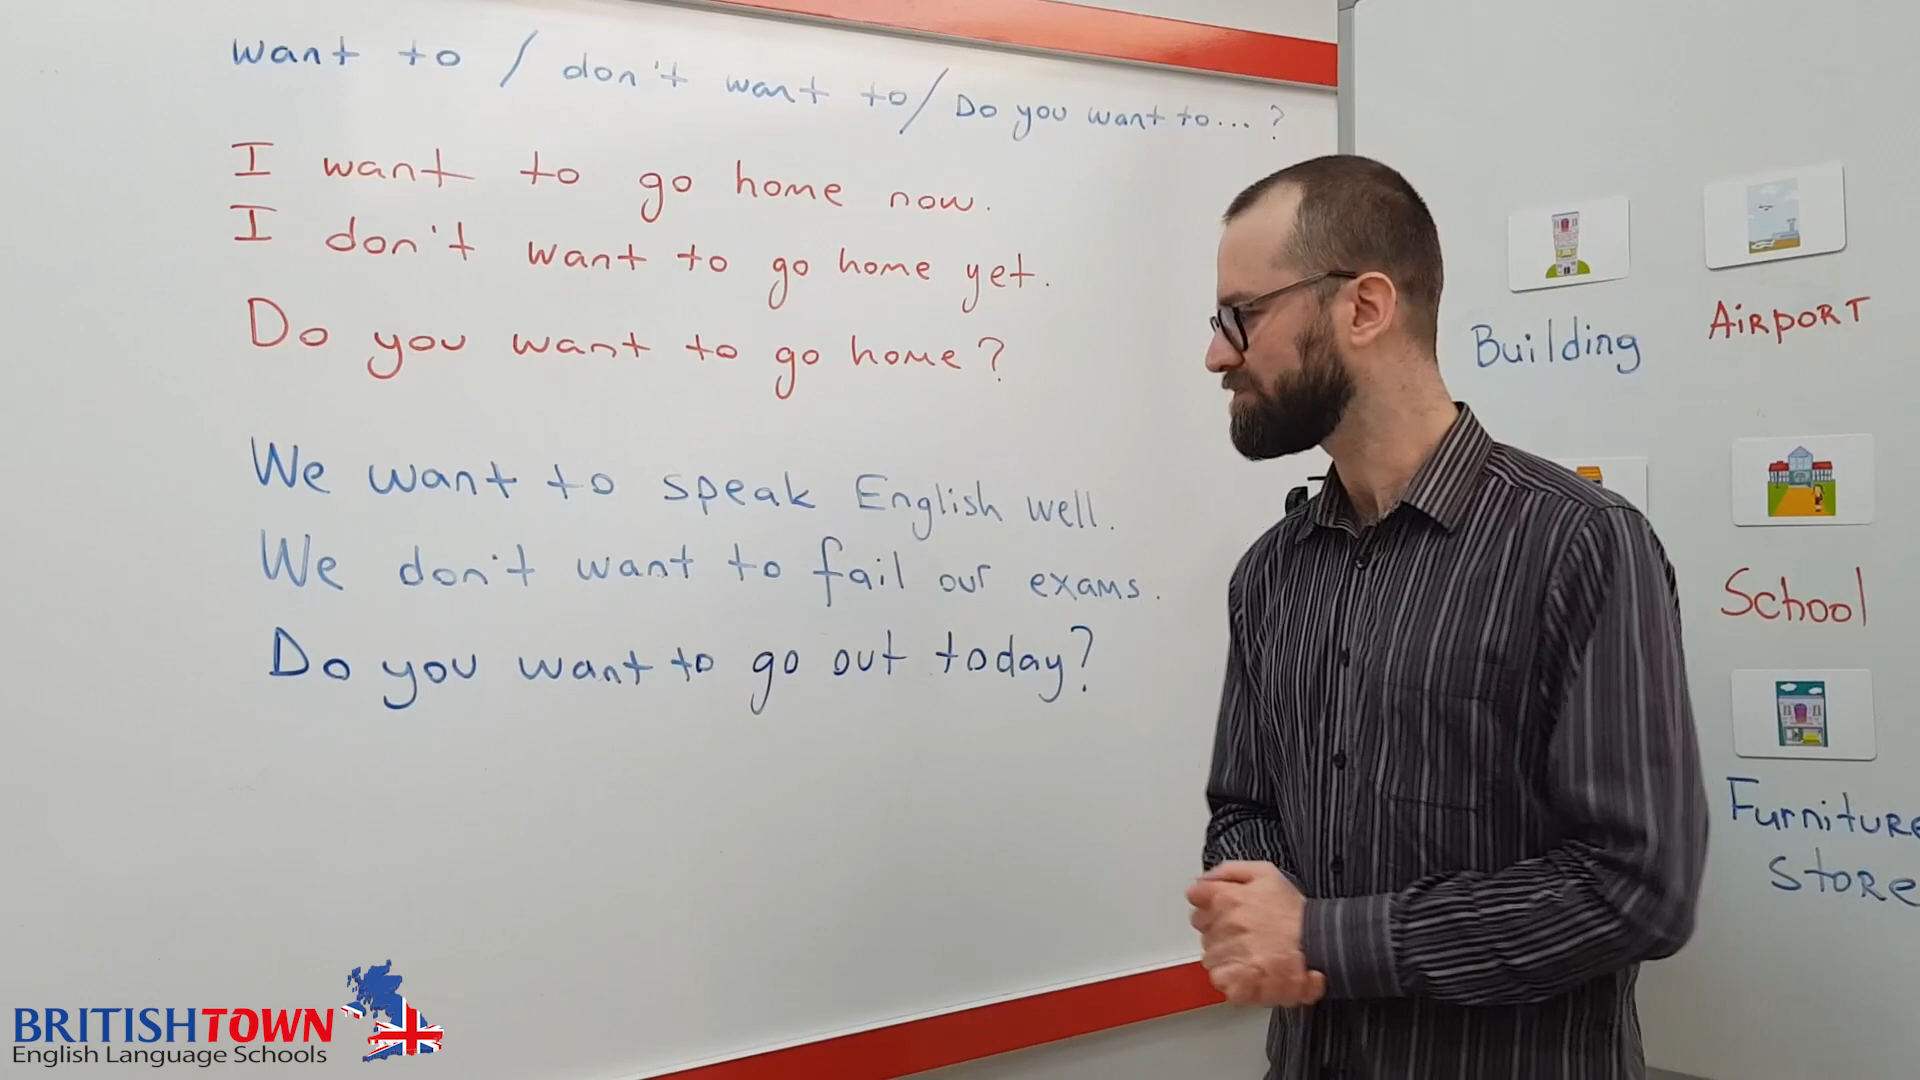 want to / don't want to / Do you want to... ?
I want to go home now.
I don't want to go home yet.
Do you want to go home?
We want to speak English well.
We don't want to fail our exams.
Do you want to go out today?
Building
AiRPORT
School
FurnitURe
StoRe
BRITISHTOWN
English Language Schools